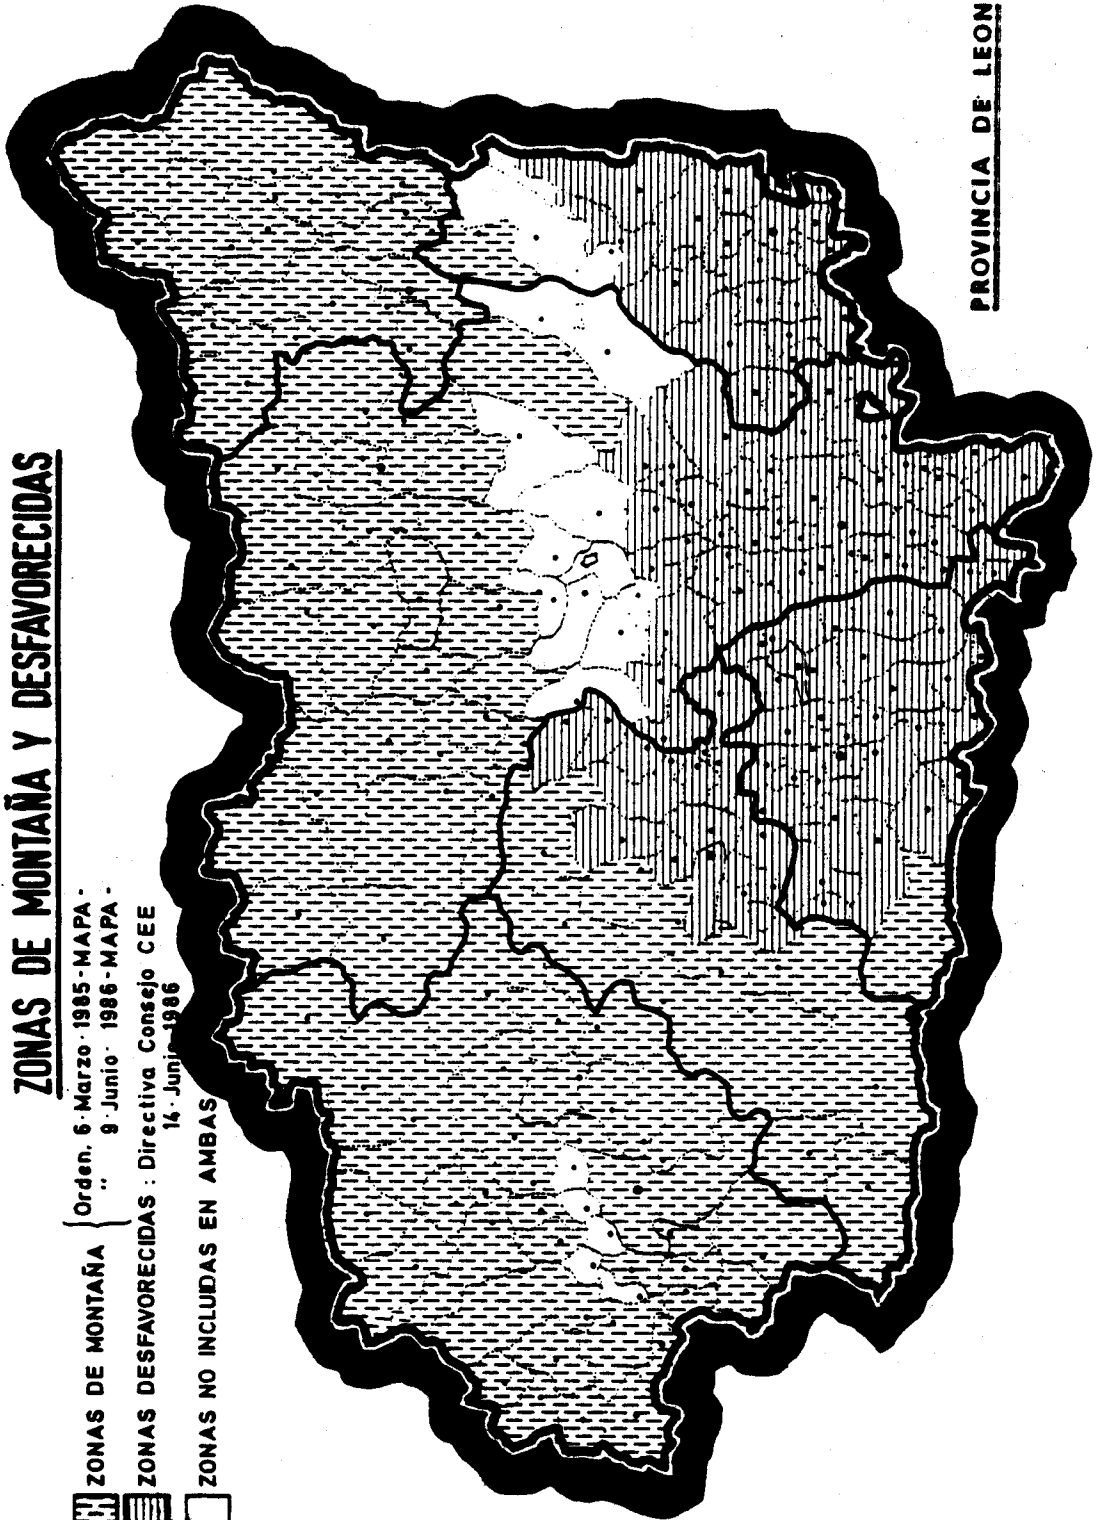 ZONAS DE MONTAÑA Y DESFAVORECIDAS
ZONAS DE MONTAÑA { Orden. 6 · Marzo · 1985 - MAPA -
" 9 · Junio · 1986 - MAPA -
ZONAS DESFAVORECIDAS : Directiva Consejo CEE
14 · Junio 1986
ZONAS NO INCLUIDAS EN AMBAS
PROVINCIA DE LEON